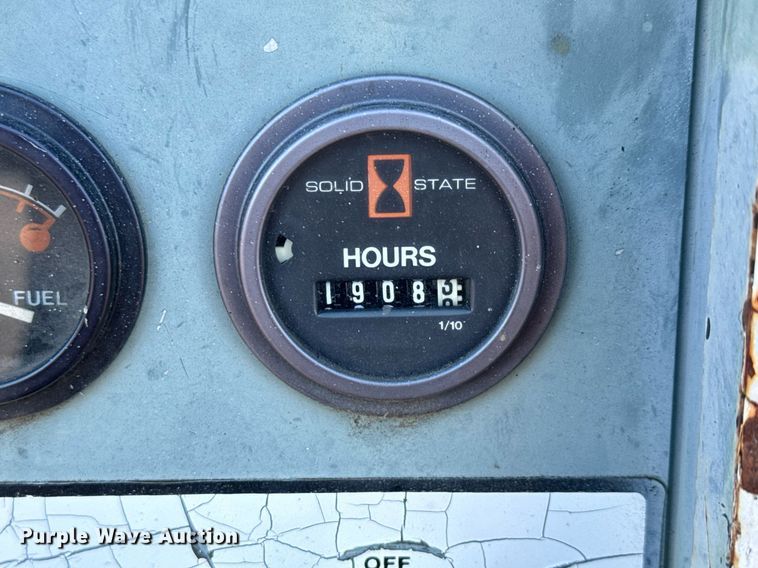 SOLID STATE
HOURS
1908
1/10
FUEL
OFF
Purple Wave Auction